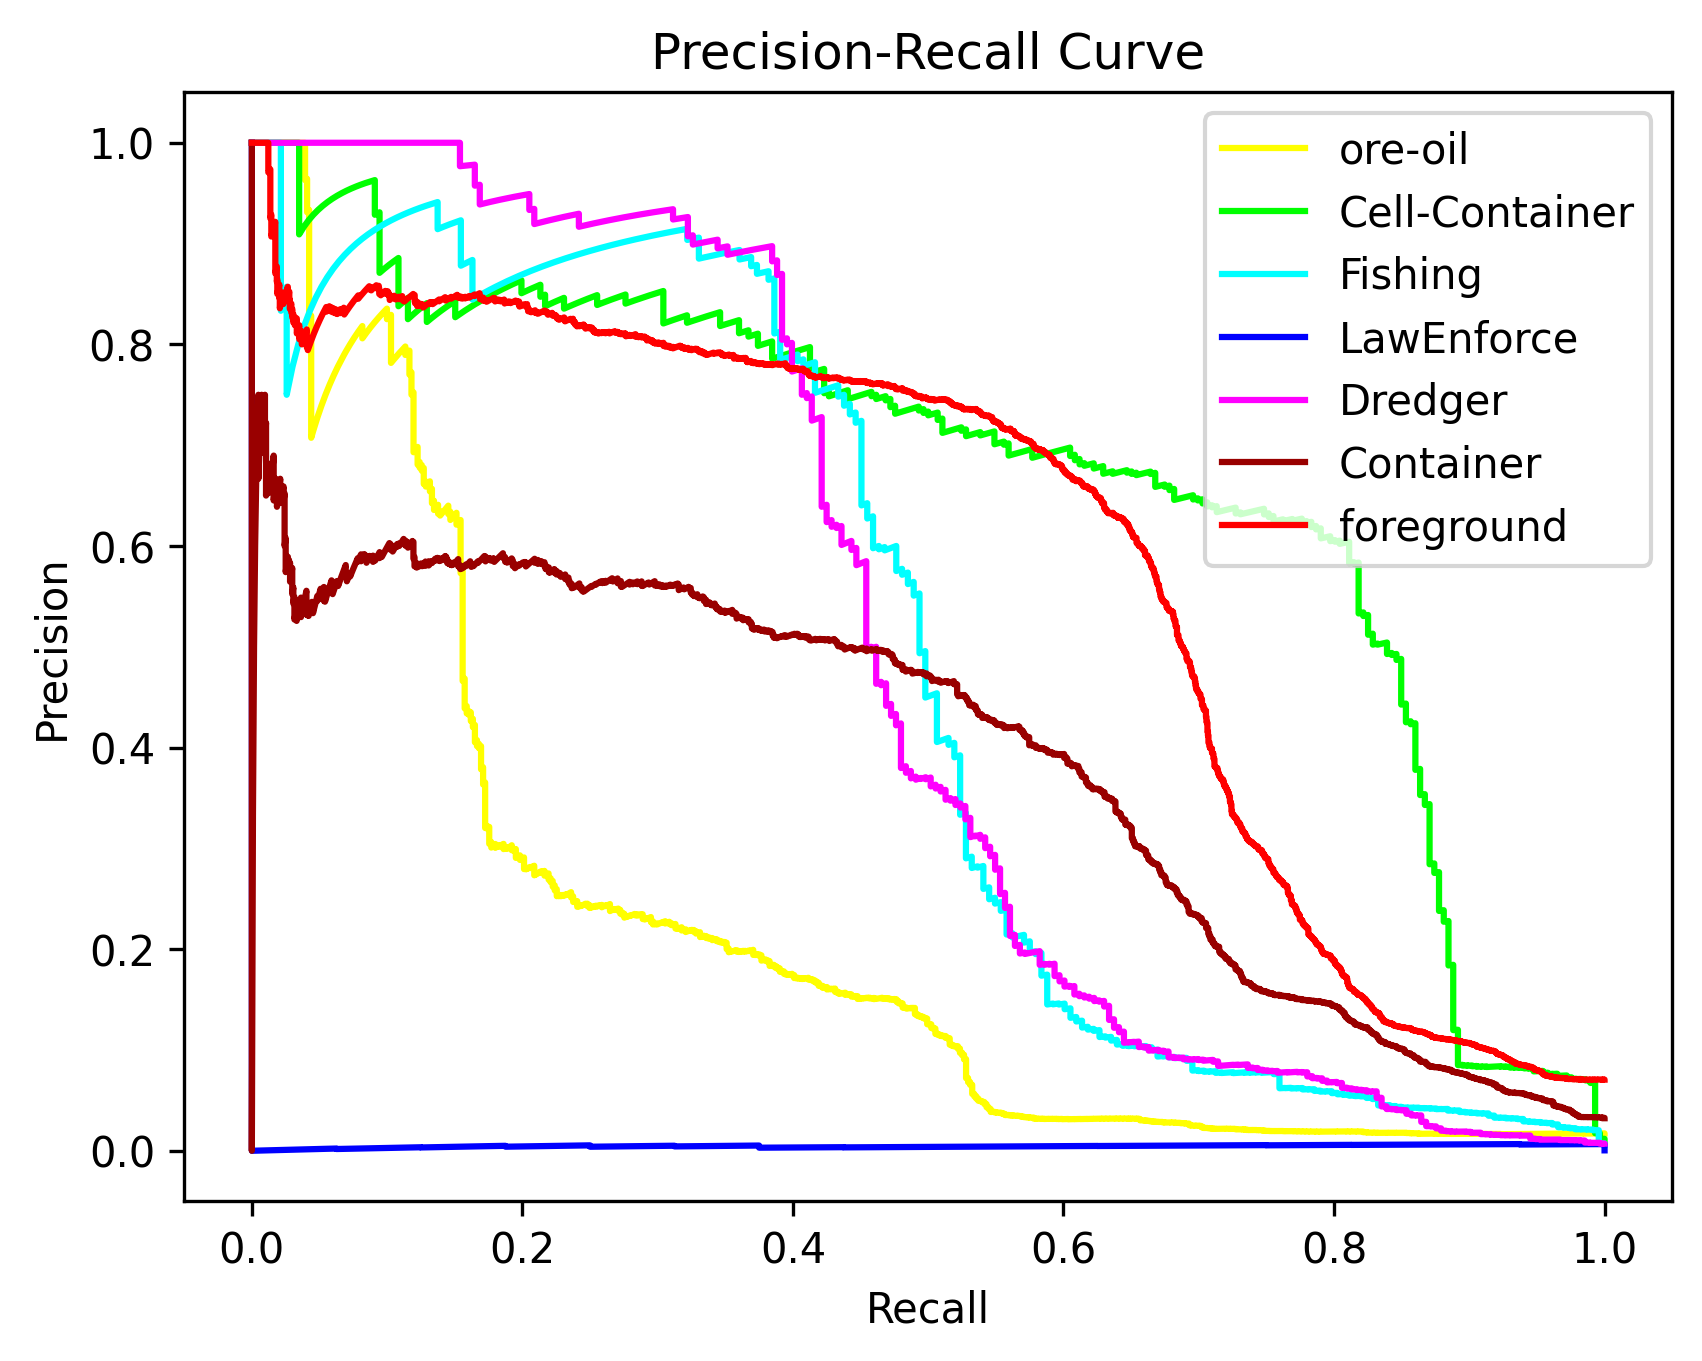 Precision-Recall Curve
1.0
0.8
0.6
0.4
0.2
0.0
Precision
ore-oil
Cell-Container
Fishing
LawEnforce
Dredger
Container
foreground
0.0 0.2 0.4 0.6 0.8 1.0
Recall